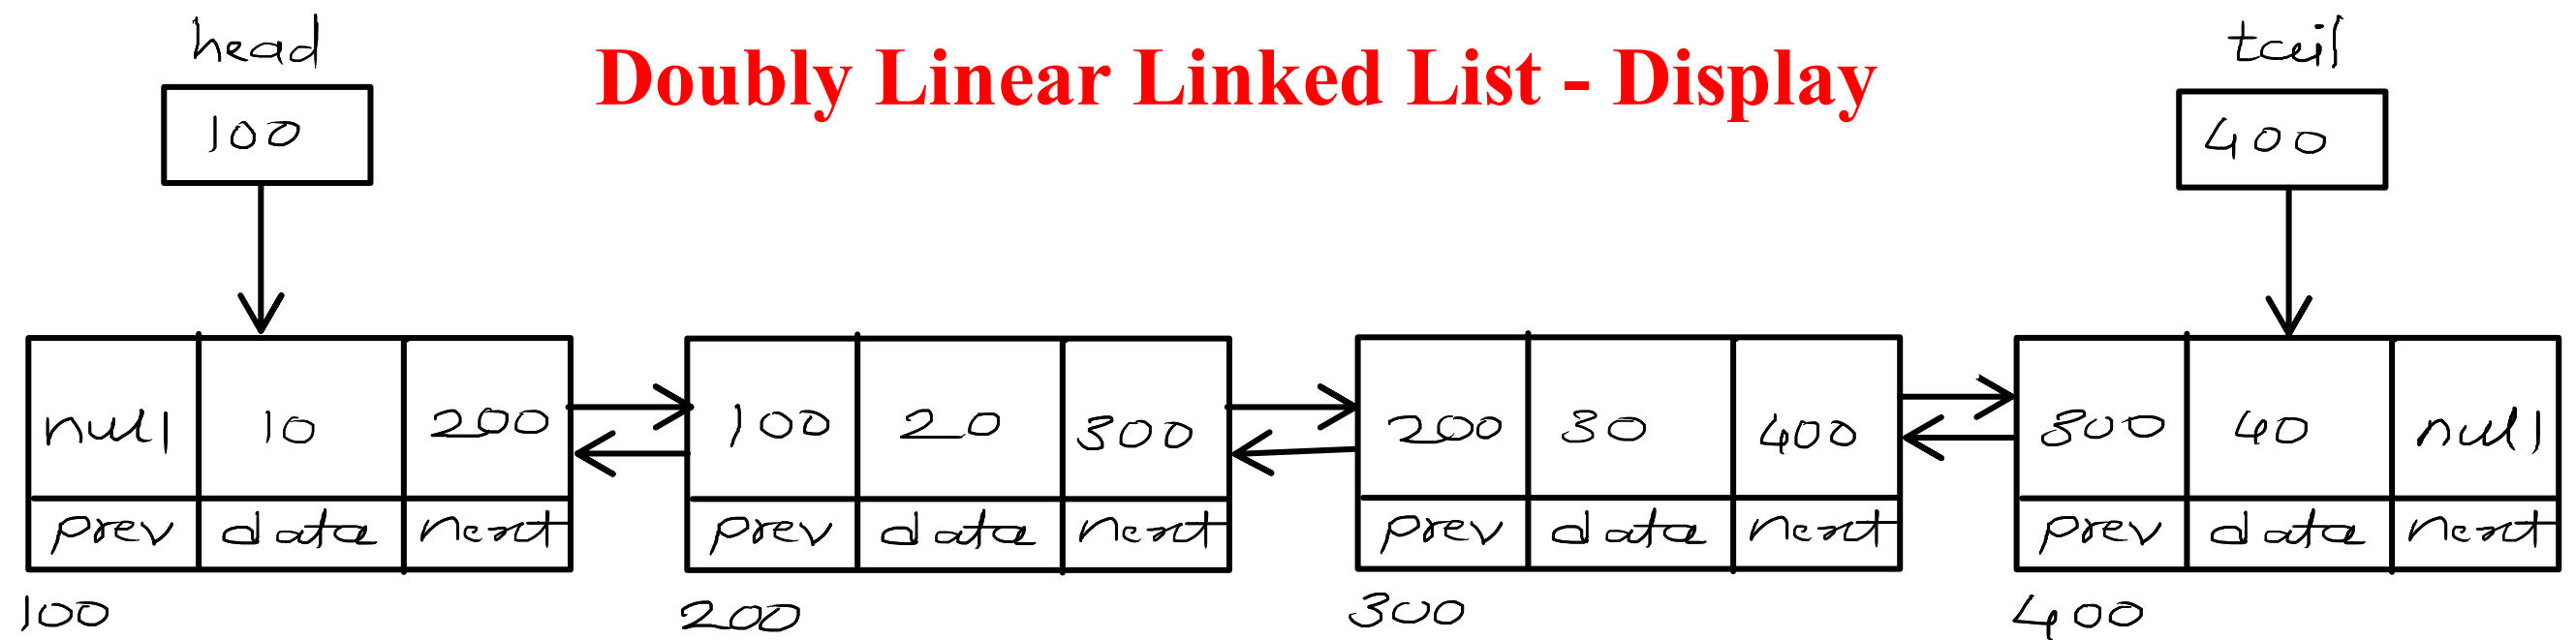 head
Doubly Linear Linked List - Display
tail
100
400
null 10 200
100 20 300
200 30 400
300 40 null
prev data next
prev data next
prev data next
prev data next
100
200
300
400